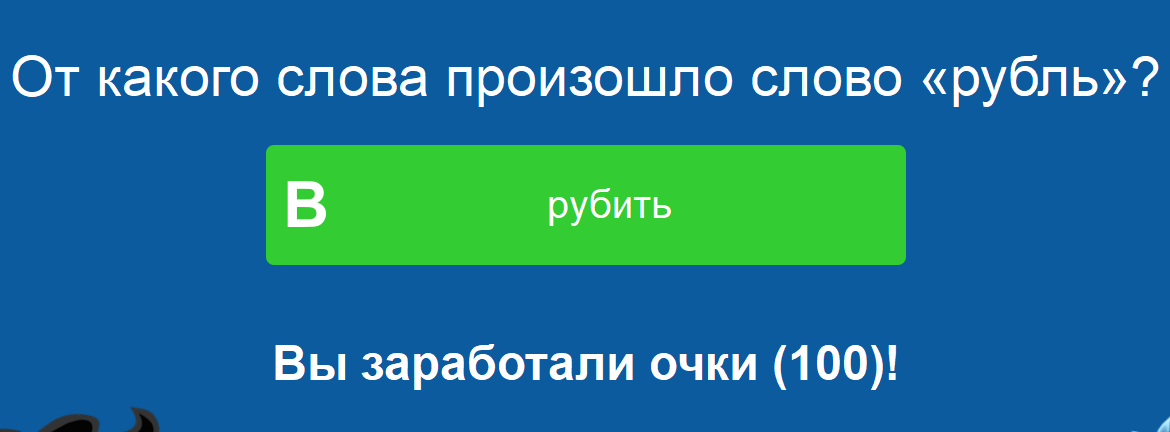 От какого слова произошло слово «рубль»?
В рубить
Вы заработали очки (100)!